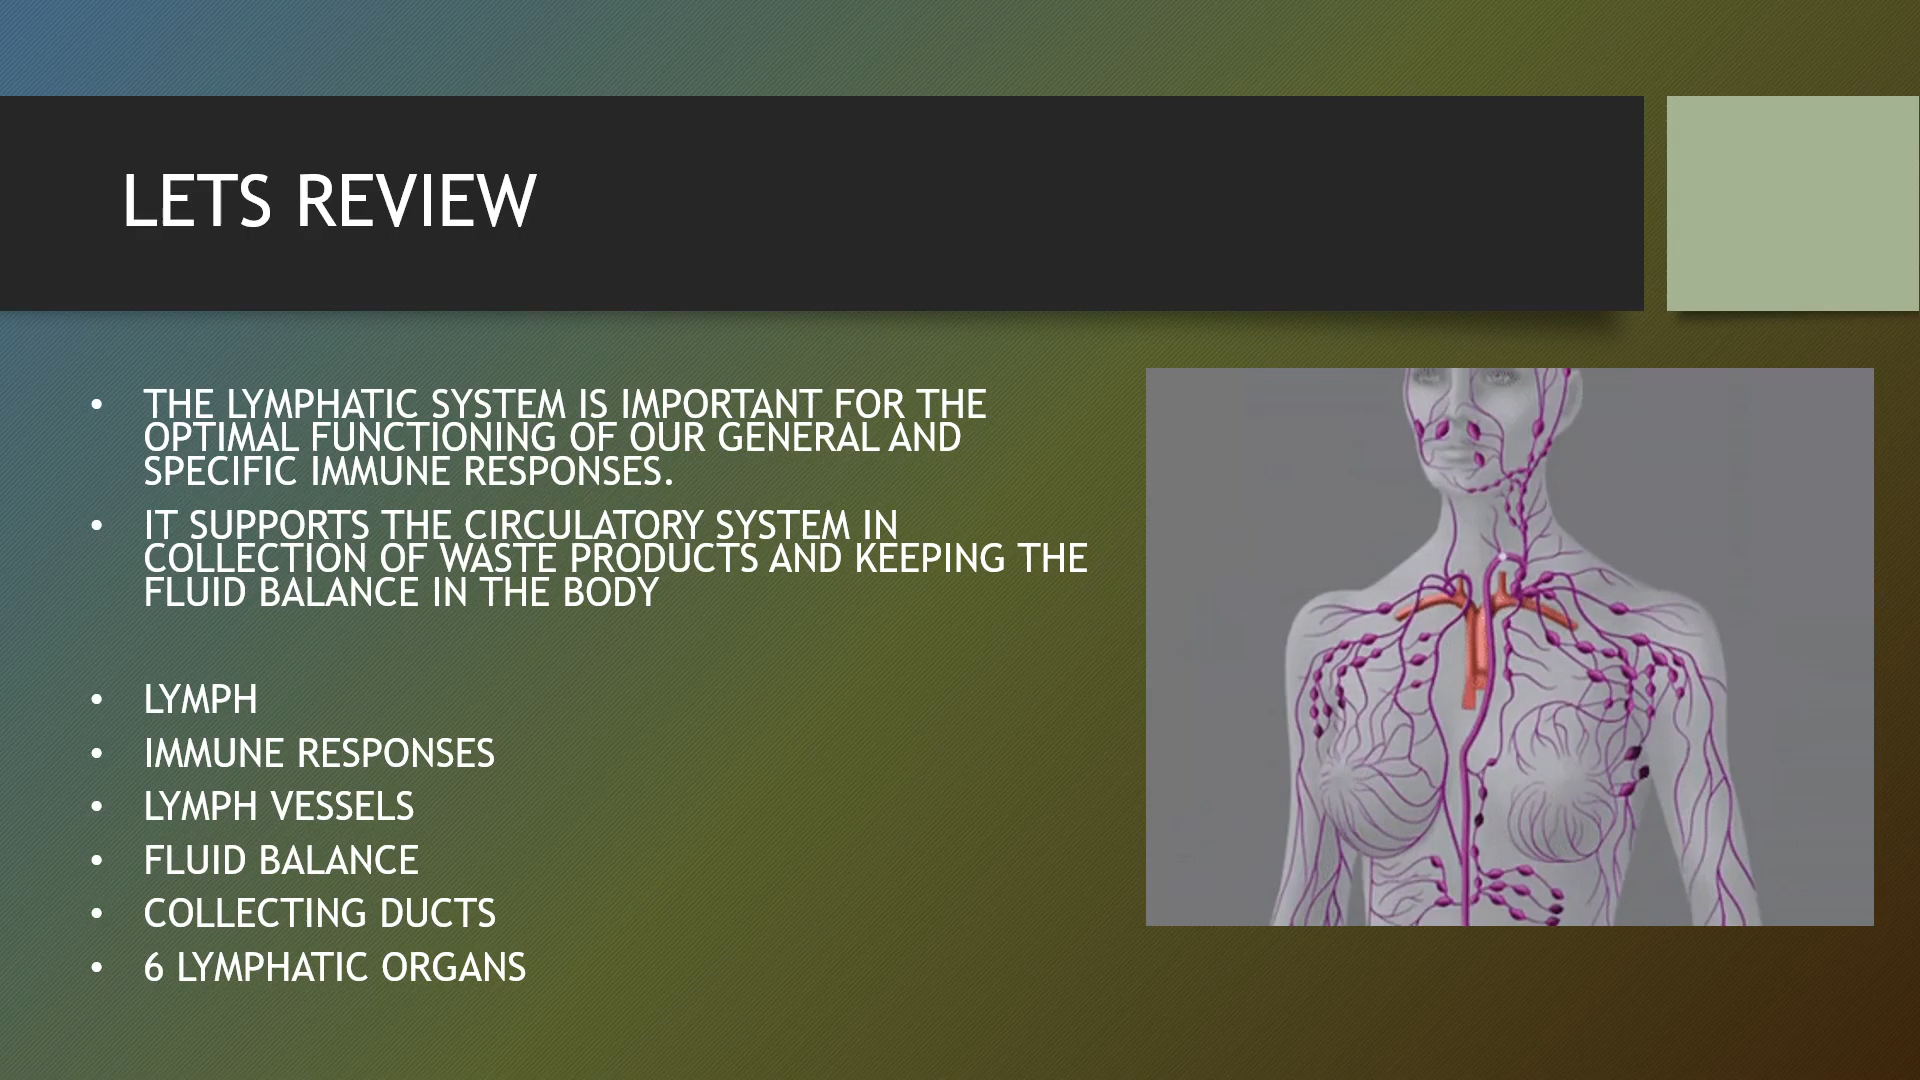 LETS REVIEW
• THE LYMPHATIC SYSTEM IS IMPORTANT FOR THE
OPTIMAL FUNCTIONING OF OUR GENERAL AND
SPECIFIC IMMUNE RESPONSES.
• IT SUPPORTS THE CIRCULATORY SYSTEM IN
COLLECTION OF WASTE PRODUCTS AND KEEPING THE
FLUID BALANCE IN THE BODY
• LYMPH
• IMMUNE RESPONSES
• LYMPH VESSELS
• FLUID BALANCE
• COLLECTING DUCTS
• 6 LYMPHATIC ORGANS